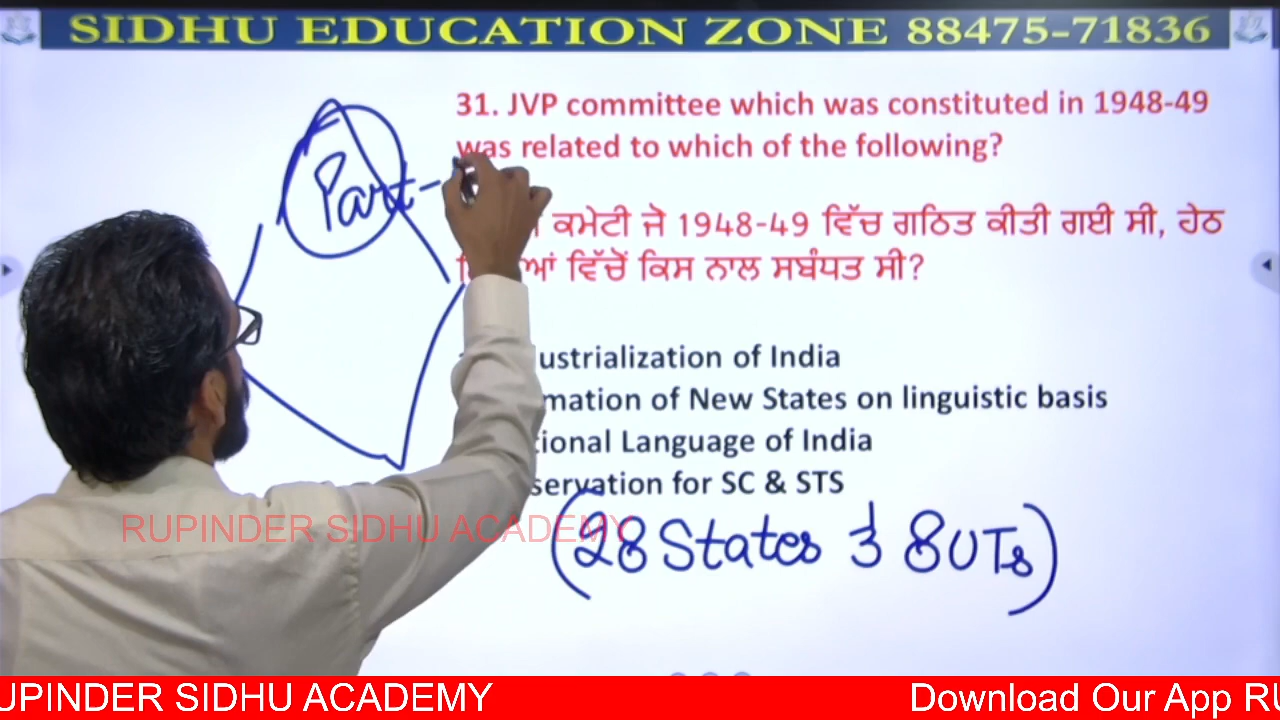 SIDHU EDUCATION ZONE 88475-71836
31. JVP committee which was constituted in 1948-49
was related to which of the following?
ਕਮੇਟੀ ਜੋ 1948-49 ਵਿੱਚ ਗਠਿਤ ਕੀਤੀ ਗਈ ਸੀ, ਹੇਠ
ਵਿੱਚੋਂ ਕਿਸ ਨਾਲ ਸਬੰਧਤ ਸੀ?
Part-
ustrialization of India
mation of New States on linguistic basis
tional Language of India
servation for SC & STS
RUPINDER SIDHU ACADEMY
(28 States & 8 UTs)
UPINDER SIDHU ACADEMY
Download Our App RU